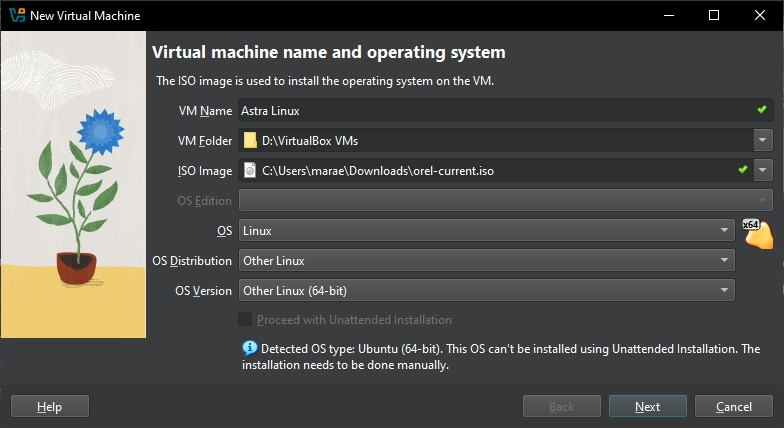 New Virtual Machine
Virtual machine name and operating system
The ISO image is used to install the operating system on the VM.
VM Name Astra Linux
VM Folder D:\VirtualBox VMs
ISO Image C:\Users\marae\Downloads\orel-current.iso
OS Edition
OS Linux x64
OS Distribution Other Linux
OS Version Other Linux (64-bit)
Proceed with Unattended Installation
Detected OS type: Ubuntu (64-bit). This OS can't be installed using Unattended Installation. The
installation needs to be done manually.
Help Back Next Cancel